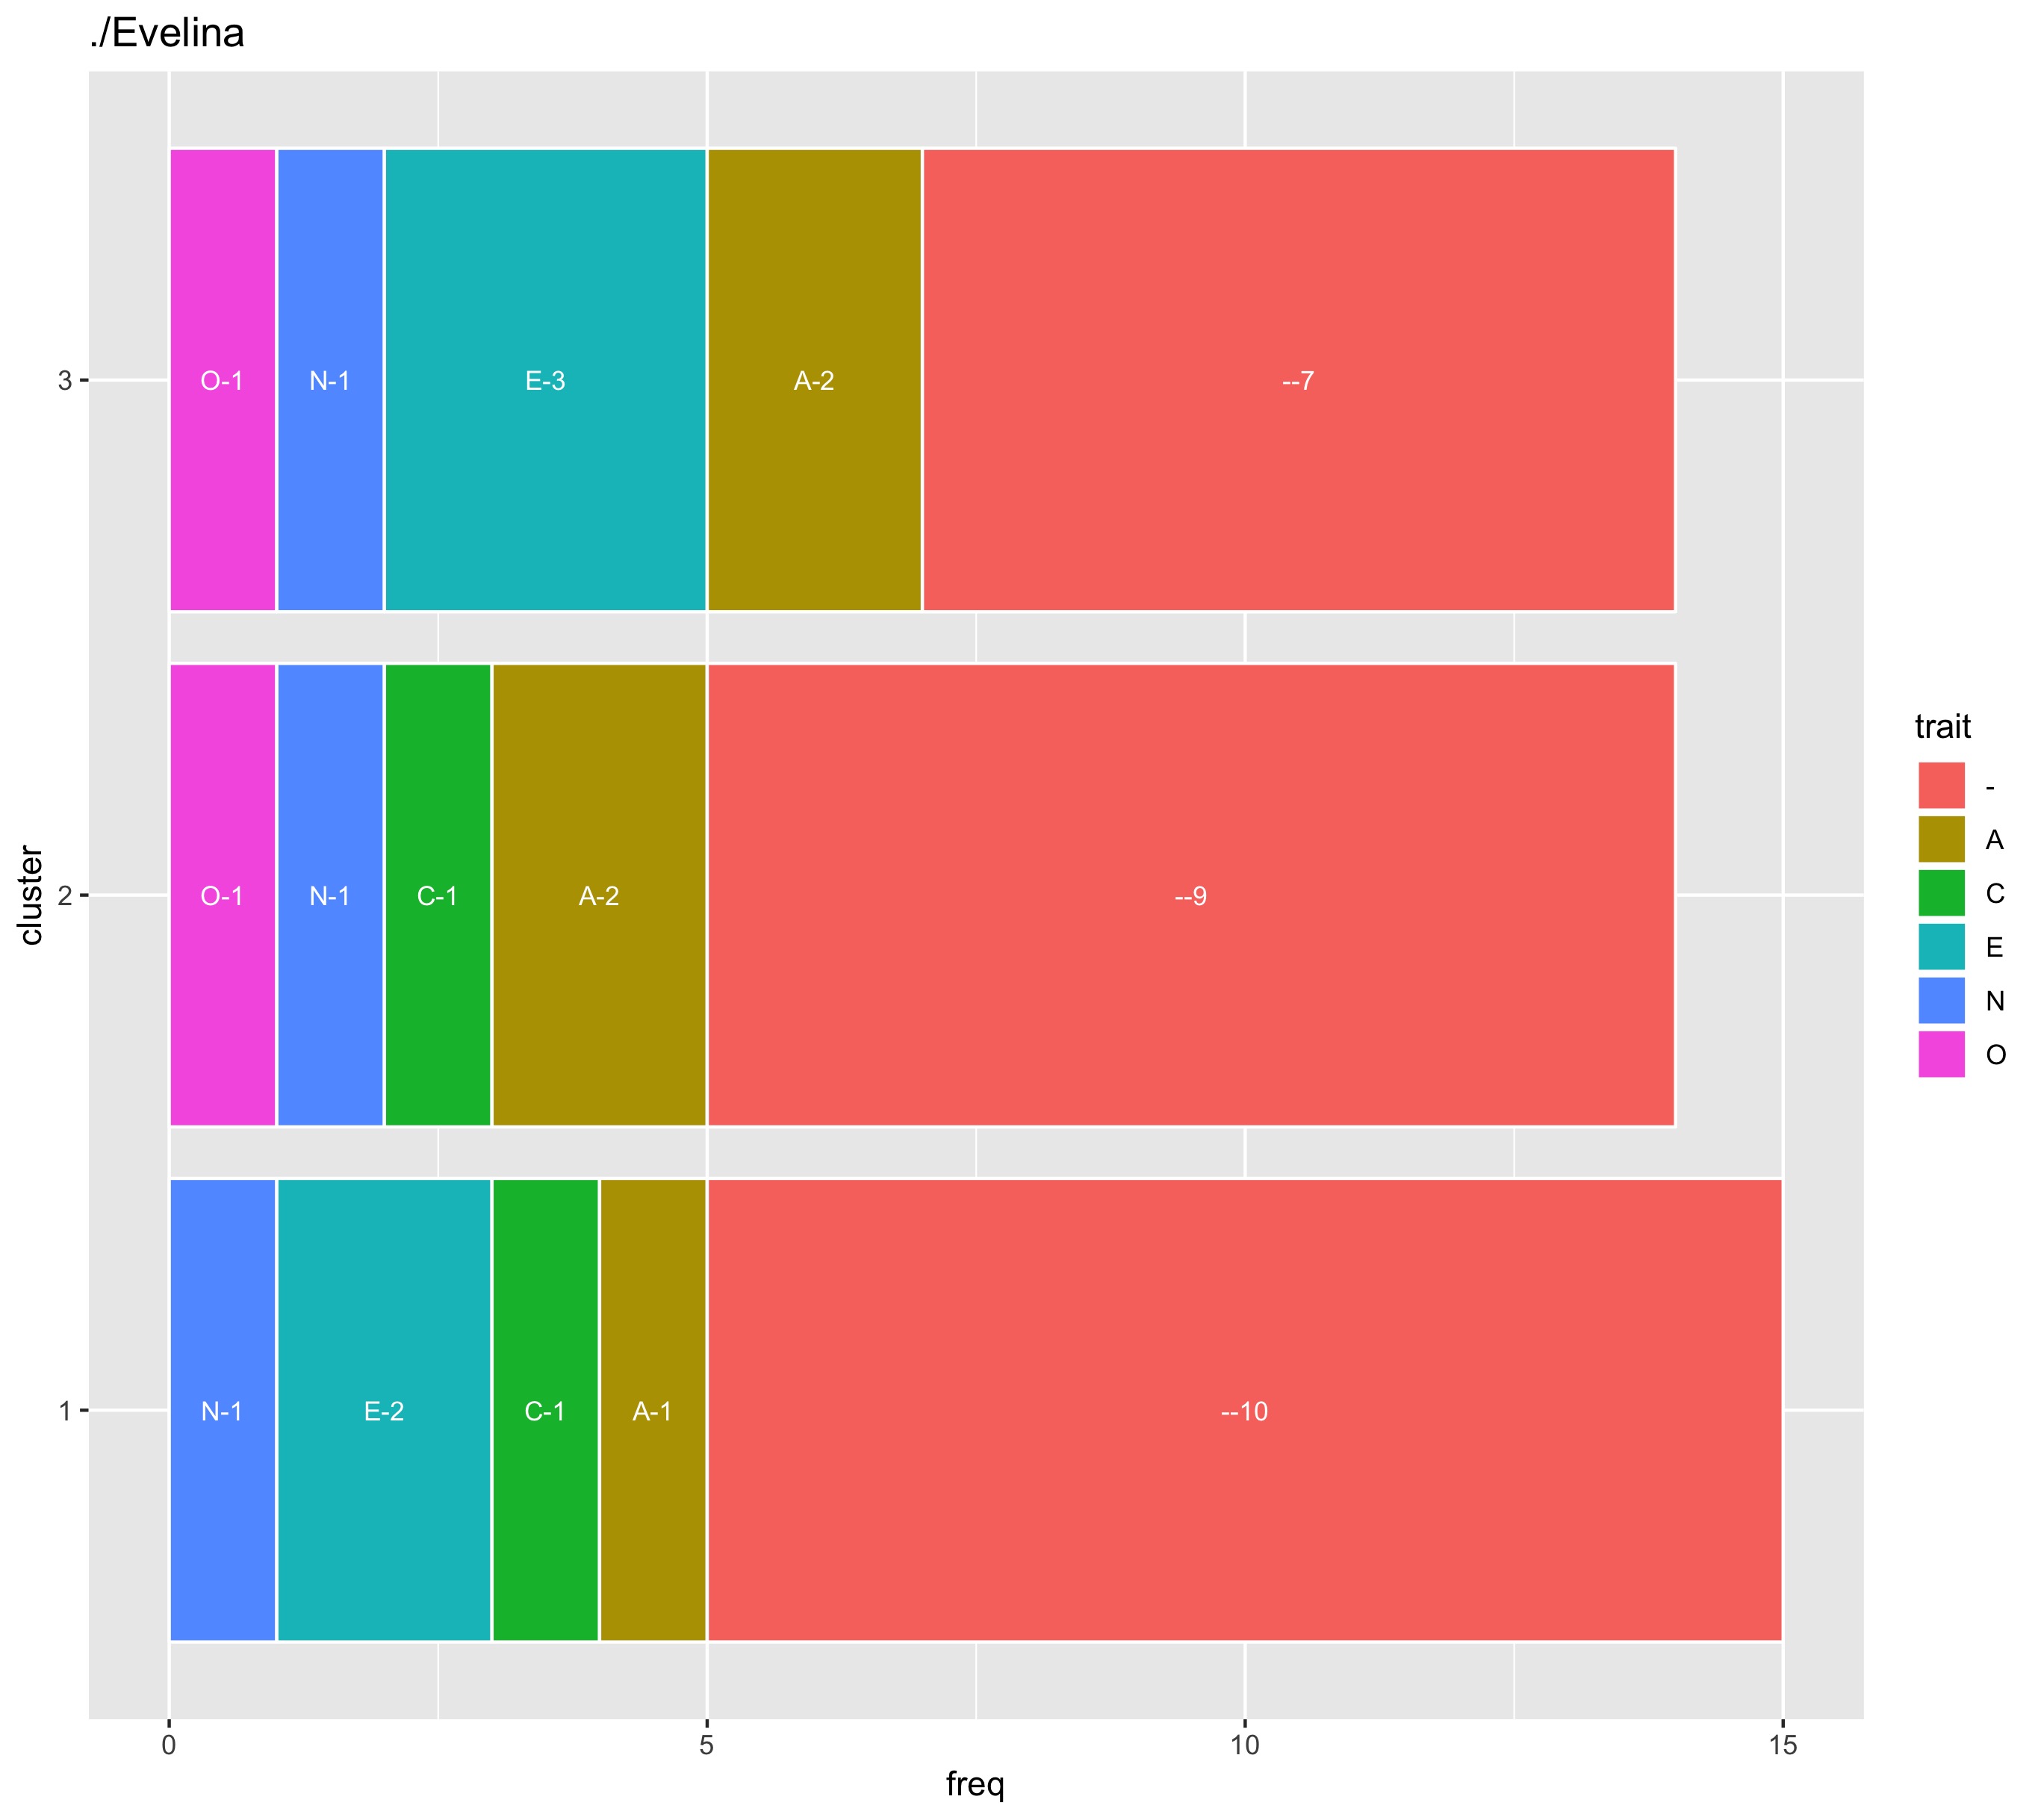 ./Evelina
cluster
3
O-1 N-1 E-3 A-2 --7
2
O-1 N-1 C-1 A-2 --9
1
N-1 E-2 C-1 A-1 --10
0 5 10 15
freq
trait
-
A
C
E
N
O